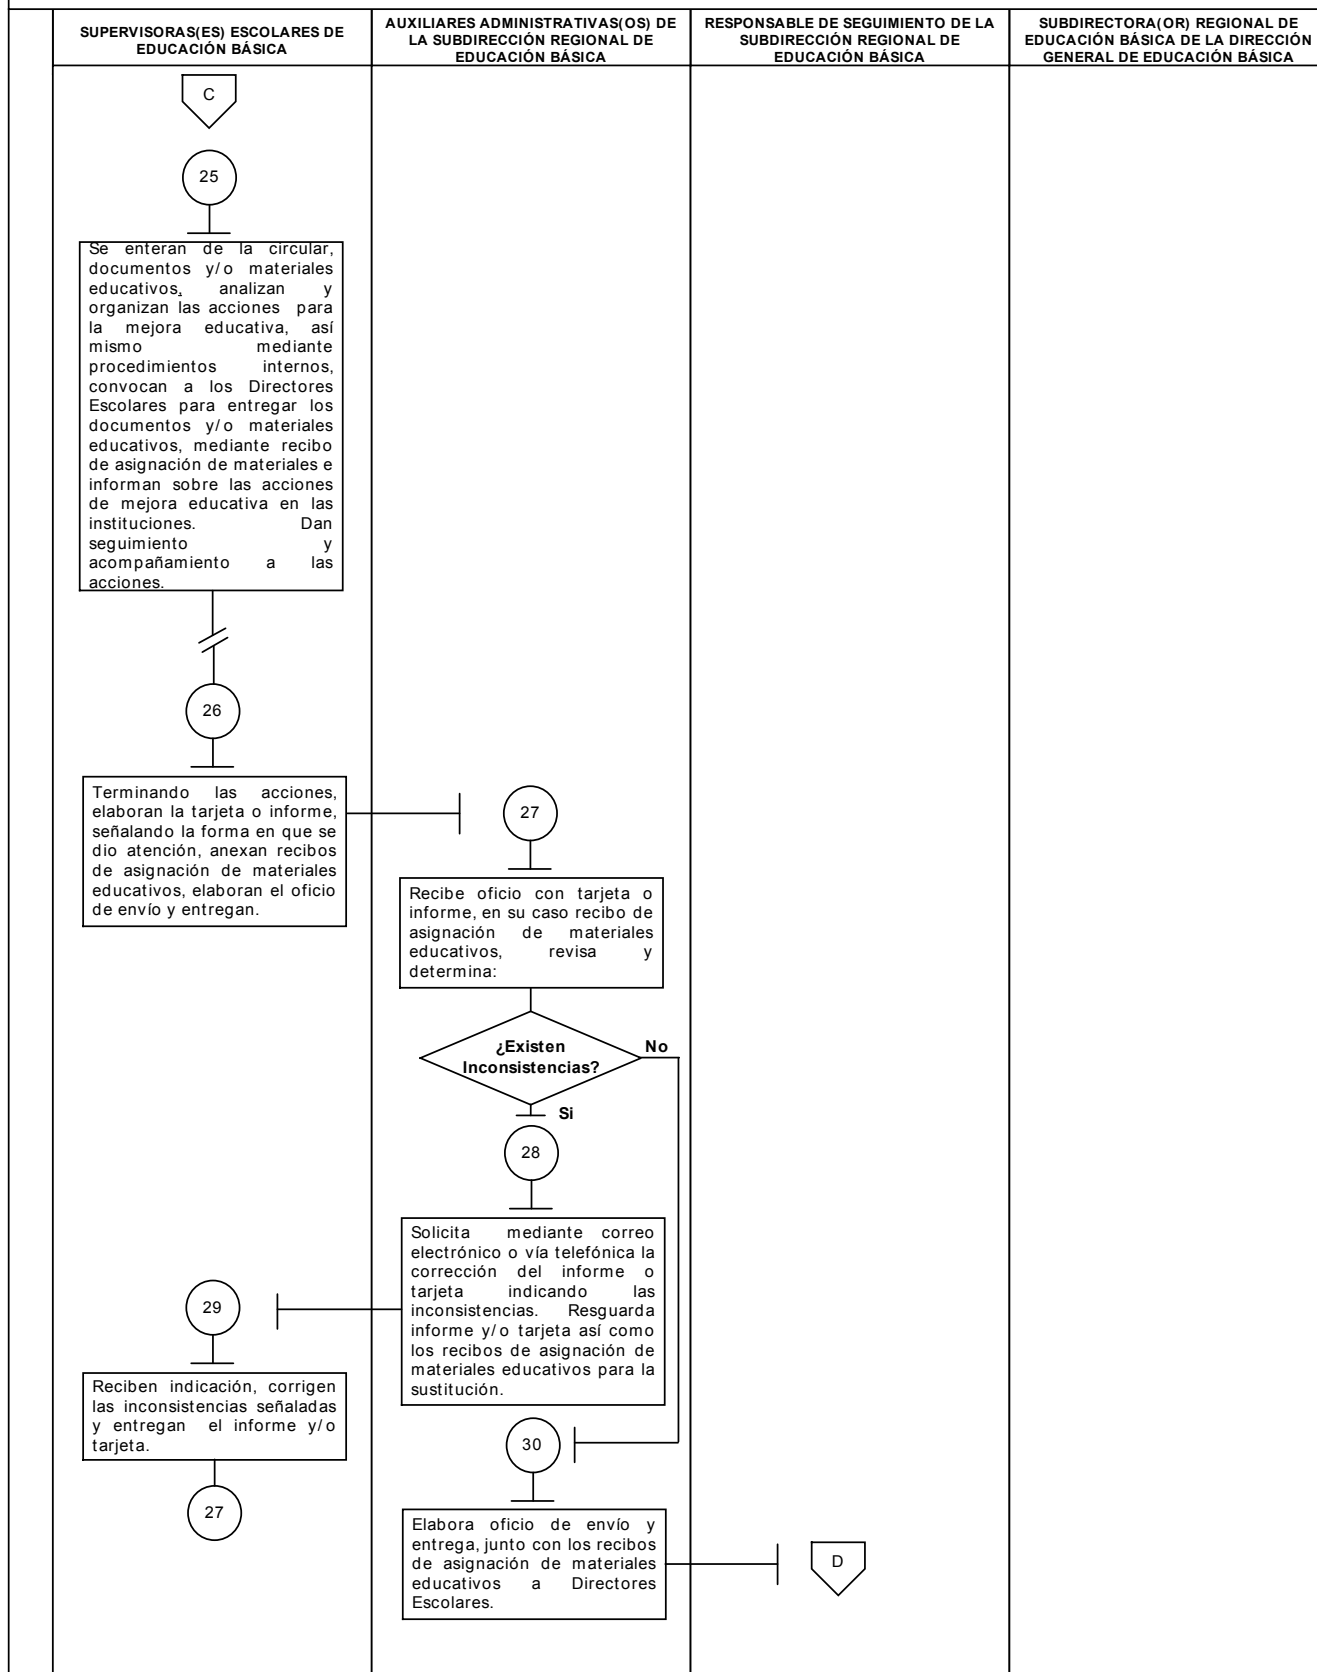 SUPERVISORAS(ES) ESCOLARES DE
EDUCACIÓN BÁSICA
AUXILIARES ADMINISTRATIVAS(OS) DE
LA SUBDIRECCIÓN REGIONAL DE
EDUCACIÓN BÁSICA
RESPONSABLE DE SEGUIMIENTO DE LA
SUBDIRECCIÓN REGIONAL DE
EDUCACIÓN BÁSICA
SUBDIRECTORA(OR) REGIONAL DE
EDUCACIÓN BÁSICA DE LA DIRECCIÓN
GENERAL DE EDUCACIÓN BÁSICA
C
25
Se enteran de la circular,
documentos y/o materiales
educativos, analizan y
organizan las acciones para
la mejora educativa, así
mismo mediante
procedimientos internos,
convocan a los Directores
Escolares para entregar los
documentos y/o materiales
educativos, mediante recibo
de asignación de materiales e
informan sobre las acciones
de mejora educativa en las
instituciones. Dan
seguimiento y
acompañamiento a las
acciones.
26
Terminando las acciones,
elaboran la tarjeta o informe,
señalando la forma en que se
dio atención, anexan recibos
de asignación de materiales
educativos, elaboran el oficio
de envío y entregan.
27
Recibe oficio con tarjeta o
informe, en su caso recibo de
asignación de materiales
educativos, revisa y
determina:
¿Existen
Inconsistencias?
No
Si
28
Solicita mediante correo
electrónico o vía telefónica la
corrección del informe o
tarjeta indicando las
inconsistencias. Resguarda
informe y/o tarjeta así como
los recibos de asignación de
materiales educativos para la
sustitución.
29
Reciben indicación, corrigen
las inconsistencias señaladas
y entregan el informe y/o
tarjeta.
27
30
Elabora oficio de envío y
entrega, junto con los recibos
de asignación de materiales
educativos a Directores
Escolares.
D